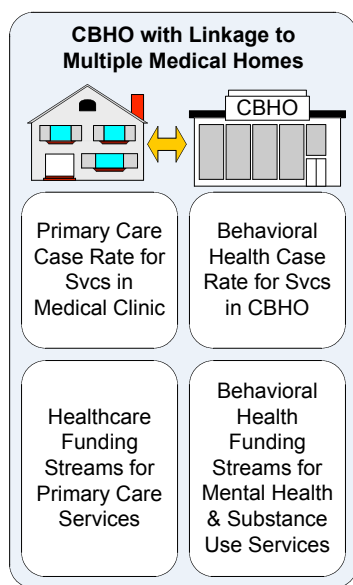 CBHO with Linkage to
Multiple Medical Homes
CBHO
Primary Care
Case Rate for
Svcs in
Medical Clinic
Behavioral
Health Case
Rate for Svcs
in CBHO
Healthcare
Funding
Streams for
Primary Care
Services
Behavioral
Health
Funding
Streams for
Mental Health
& Substance
Use Services